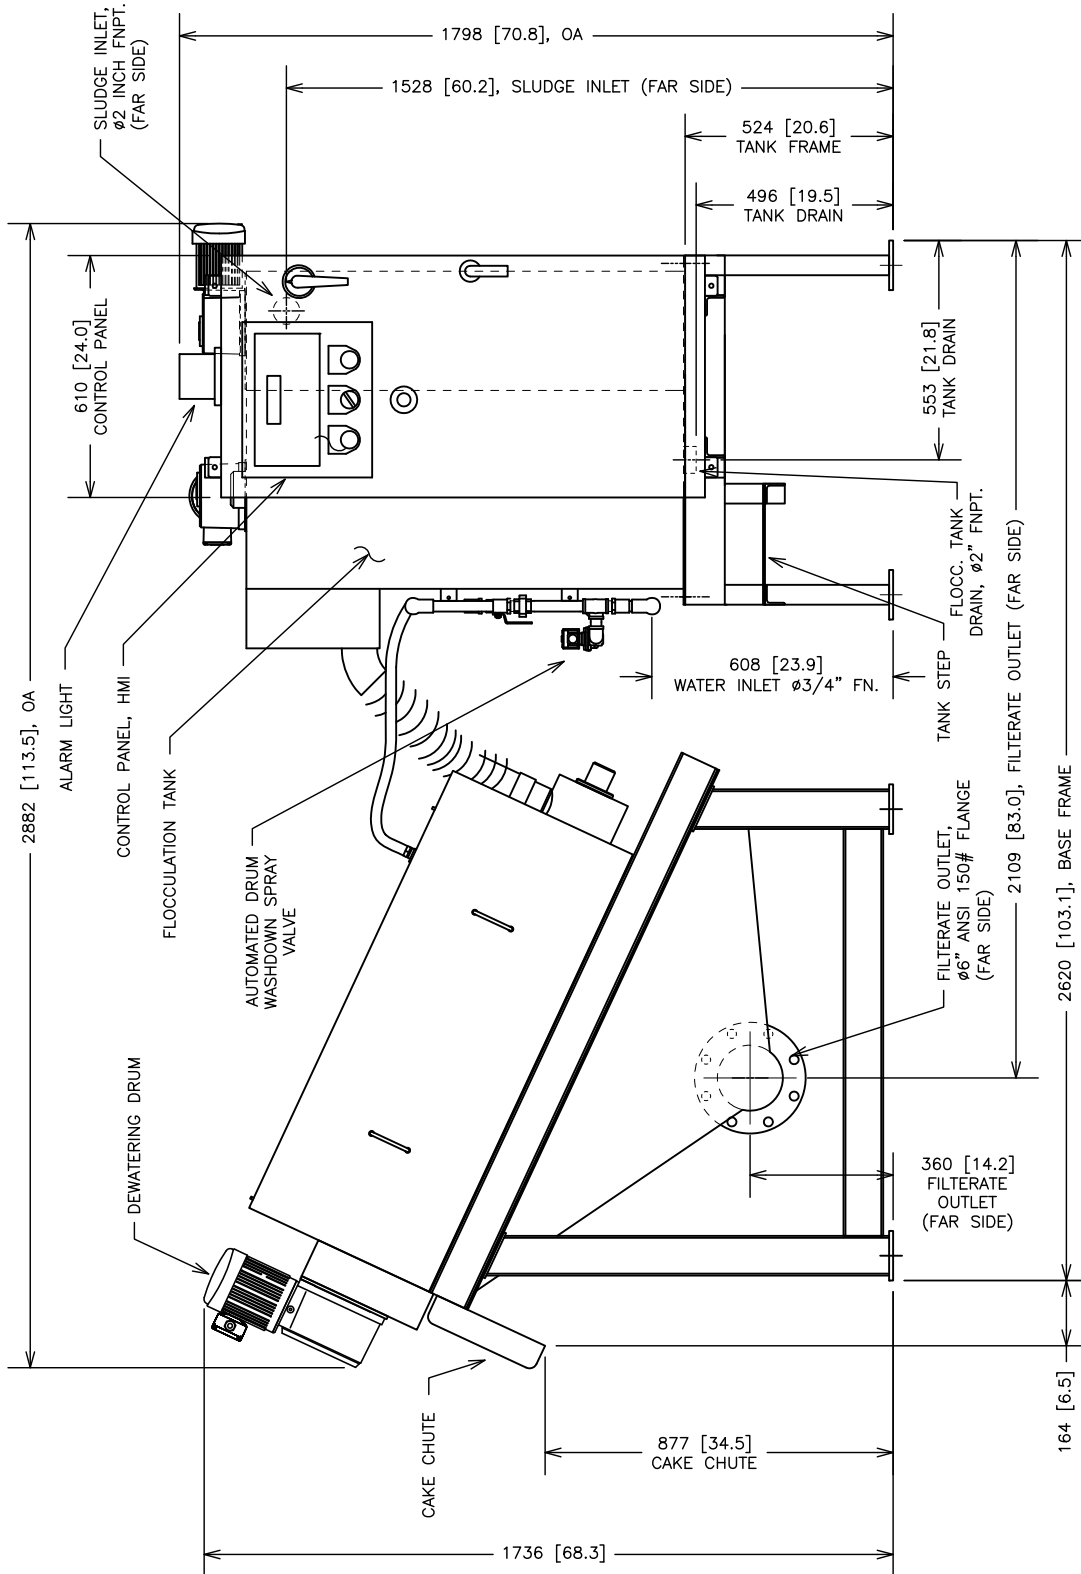 1798 [70.8], OA
1528 [60.2], SLUDGE INLET (FAR SIDE)
524 [20.6]
TANK FRAME
496 [19.5]
TANK DRAIN
SLUDGE INLET,
ø2 INCH FNPT.
(FAR SIDE)
2882 [113.5], OA
610 [24.0]
CONTROL PANEL
ALARM LIGHT
CONTROL PANEL, HMI
FLOCCULATION TANK
AUTOMATED DRUM
WASHDOWN SPRAY
VALVE
DEWATERING DRUM
CAKE CHUTE
553 [21.8]
TANK DRAIN
FLOCC. TANK
DRAIN, ø2" FNPT.
TANK STEP
608 [23.9]
WATER INLET ø3/4" FN.
2109 [83.0], FILTERATE OUTLET (FAR SIDE)
2620 [103.1], BASE FRAME
FILTERATE OUTLET,
ø6" ANSI 150# FLANGE
(FAR SIDE)
360 [14.2]
FILTERATE
OUTLET
(FAR SIDE)
164 [6.5]
877 [34.5]
CAKE CHUTE
1736 [68.3]